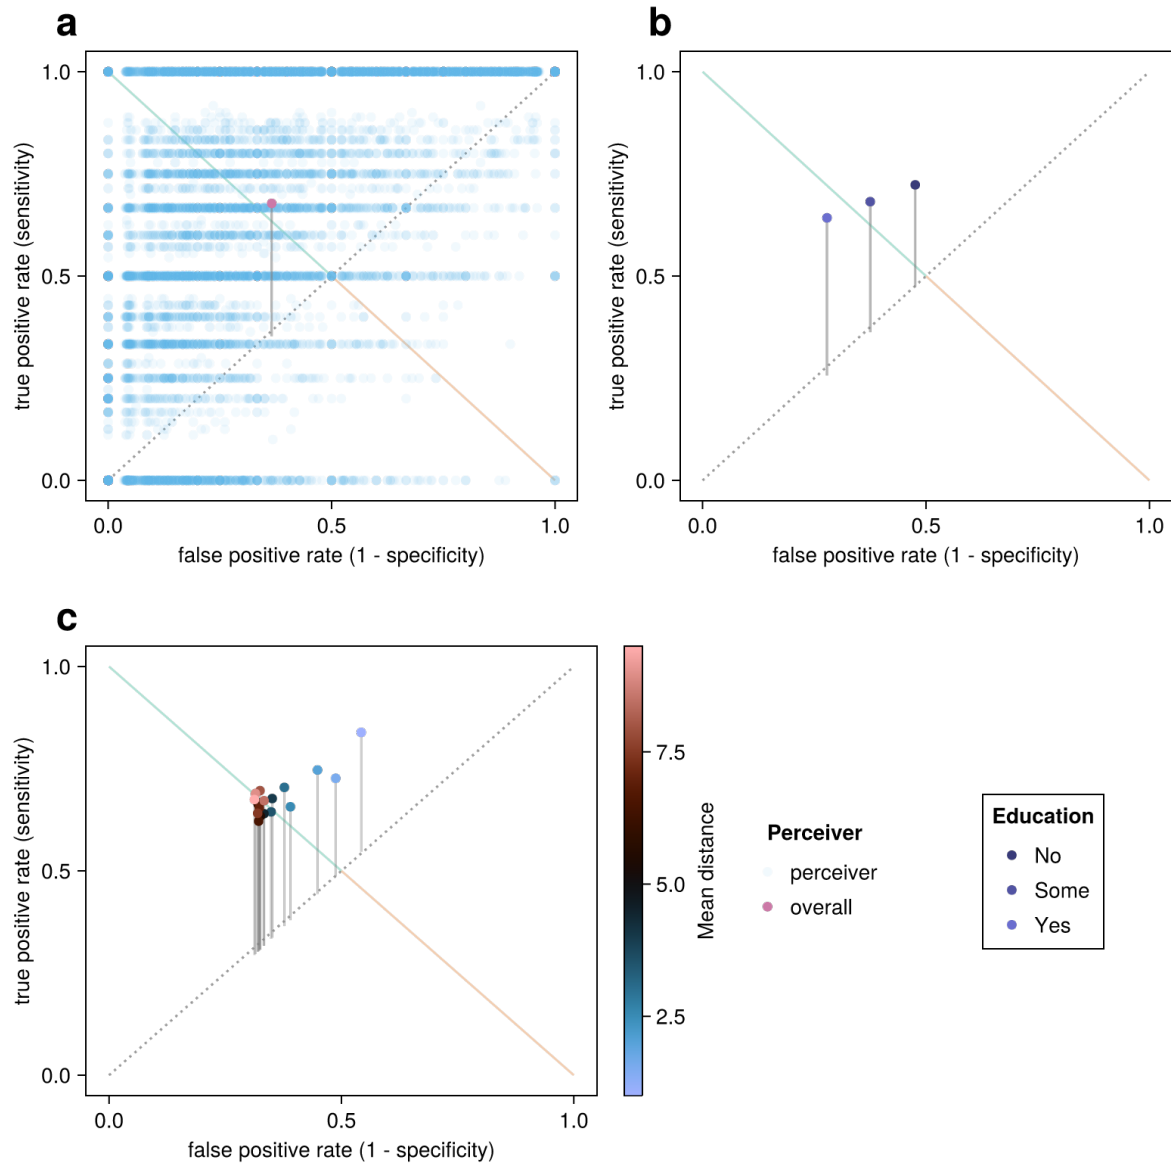 a
1.0
0.5
0.0
0.0
0.5
1.0
true positive rate (sensitivity)
false positive rate (1 - specificity)
b
1.0
0.5
0.0
0.0
0.5
1.0
true positive rate (sensitivity)
false positive rate (1 - specificity)
c
1.0
0.5
0.0
0.0
0.5
1.0
true positive rate (sensitivity)
false positive rate (1 - specificity)
7.5
5.0
2.5
Mean distance
Perceiver
perceiver
overall
Education
No
Some
Yes